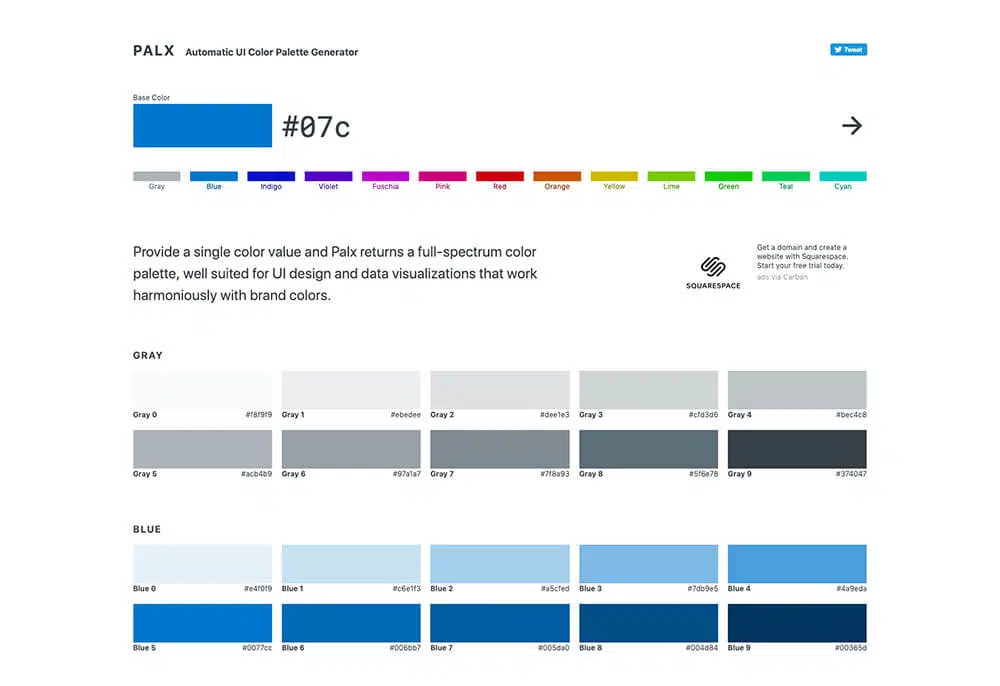 PALX Automatic UI Color Palette Generator
Tweet
Base Color
#07c
Gray Blue Indigo Violet Fuschia Pink Red Orange Yellow Lime Green Teal Cyan
Provide a single color value and Palx returns a full-spectrum color
palette, well suited for UI design and data visualizations that work
harmoniously with brand colors.
SQUARESPACE
Get a domain and create a
website with Squarespace.
Start your free trial today.
ads via Carbon
GRAY
Gray 0 #f8f9f9 Gray 1 #ebedee Gray 2 #dee1e3 Gray 3 #cfd3d6 Gray 4 #bec4c8
Gray 5 #acb4b9 Gray 6 #97a1a7 Gray 7 #7f8a93 Gray 8 #5f6e78 Gray 9 #374047
BLUE
Blue 0 #e4f0f9 Blue 1 #c6e1f3 Blue 2 #a5cfed Blue 3 #7db9e5 Blue 4 #4a9eda
Blue 5 #0077cc Blue 6 #006bb7 Blue 7 #005da0 Blue 8 #004d84 Blue 9 #00365d